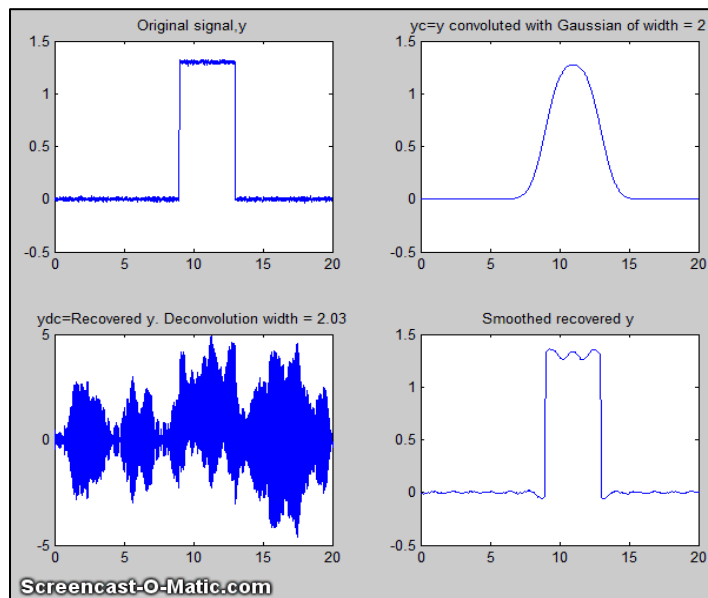 Original signal,y
1.5
1
0.5
0
-0.5
0 5 10 15 20
yc=y convoluted with Gaussian of width = 2
1.5
1
0.5
0
-0.5
0 5 10 15 20
ydc=Recovered y. Deconvolution width = 2.03
5
0
-5
0 5 10 15 20
Smoothed recovered y
1.5
1
0.5
0
-0.5
0 5 10 15 20
Screencast-O-Matic.com